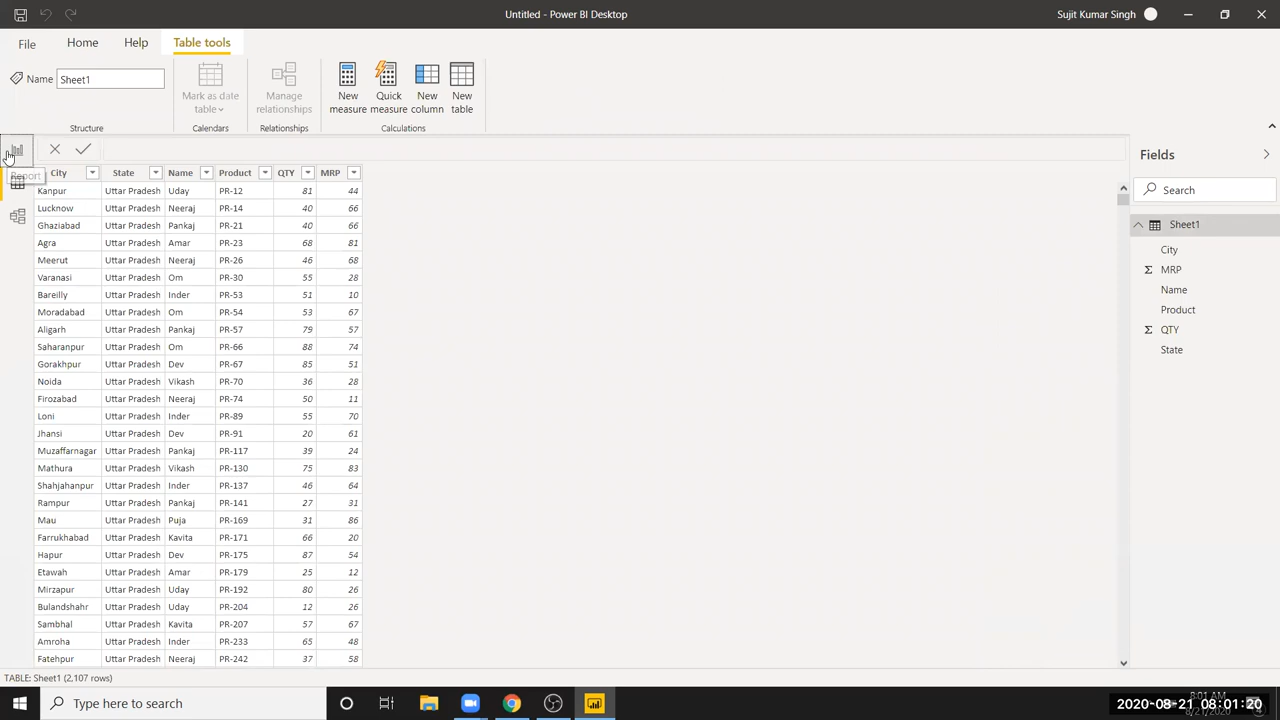 Untitled - Power BI Desktop
Sujit Kumar Singh
File Home Help Table tools
Name Sheet1
Mark as date table
Manage relationships
New measure
Quick measure
New column
New table
Structure Calendars Relationships Calculations
Report
City State Name Product QTY MRP
Kanpur Uttar Pradesh Uday PR-12 81 44
Lucknow Uttar Pradesh Neeraj PR-14 40 66
Ghaziabad Uttar Pradesh Pankaj PR-21 40 66
Agra Uttar Pradesh Amar PR-23 68 81
Meerut Uttar Pradesh Neeraj PR-26 46 68
Varanasi Uttar Pradesh Om PR-30 55 28
Bareilly Uttar Pradesh Inder PR-53 51 10
Moradabad Uttar Pradesh Om PR-54 53 67
Aligarh Uttar Pradesh Pankaj PR-57 79 57
Saharanpur Uttar Pradesh Om PR-66 88 74
Gorakhpur Uttar Pradesh Dev PR-67 85 51
Noida Uttar Pradesh Vikash PR-70 36 28
Firozabad Uttar Pradesh Neeraj PR-74 50 11
Loni Uttar Pradesh Inder PR-89 55 70
Jhansi Uttar Pradesh Dev PR-91 20 61
Muzaffarnagar Uttar Pradesh Pankaj PR-117 39 24
Mathura Uttar Pradesh Vikash PR-130 75 83
Shahjahanpur Uttar Pradesh Inder PR-137 46 64
Rampur Uttar Pradesh Pankaj PR-141 27 31
Mau Uttar Pradesh Puja PR-169 31 86
Farrukhabad Uttar Pradesh Kavita PR-171 66 20
Hapur Uttar Pradesh Dev PR-175 87 54
Etawah Uttar Pradesh Amar PR-179 25 12
Mirzapur Uttar Pradesh Uday PR-192 80 26
Bulandshahr Uttar Pradesh Uday PR-204 12 26
Sambhal Uttar Pradesh Kavita PR-207 57 67
Amroha Uttar Pradesh Inder PR-233 65 48
Fatehpur Uttar Pradesh Neeraj PR-242 37 58
Fields
Search
Sheet1
City
Σ MRP
Name
Product
Σ QTY
State
TABLE: Sheet1 (2,107 rows)
Type here to search
8:01 AM
2020-08-21 08:01:20
8/21/2020